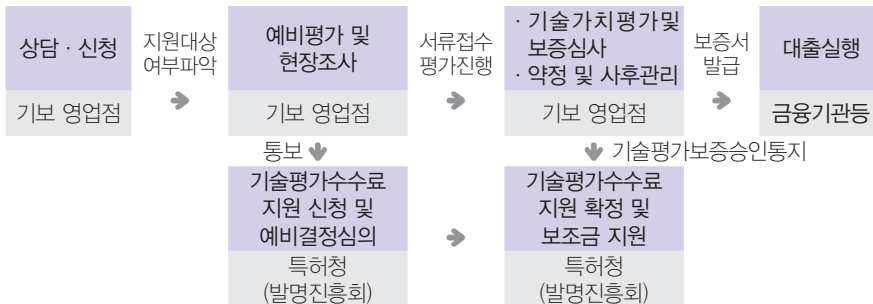 상담 · 신청
기보 영업점
지원대상
여부파악
예비평가 및
현장조사
기보 영업점
서류접수
평가진행
· 기술가치평가및
보증심사
· 약정 및 사후관리
기보 영업점
보증서
발급
대출실행
금융기관등
통보
기술평가보증승인통지
기술평가수수료
지원 신청 및
예비결정심의
특허청
(발명진흥회)
기술평가수수료
지원 확정 및
보조금 지원
특허청
(발명진흥회)